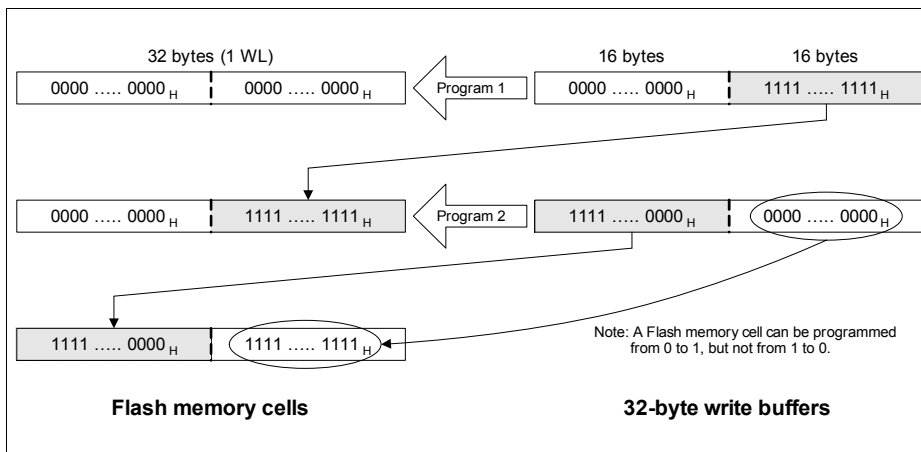 32 bytes (1 WL) 16 bytes 16 bytes
0000 ..... 0000 H 0000 ..... 0000 H Program 1 0000 ..... 0000 H 1111 ..... 1111 H
0000 ..... 0000 H 1111 ..... 1111 H Program 2 1111 ..... 0000 H 0000 ..... 0000 H
1111 ..... 0000 H 1111 ..... 1111 H
Note: A Flash memory cell can be programmed
from 0 to 1, but not from 1 to 0.
Flash memory cells 32-byte write buffers